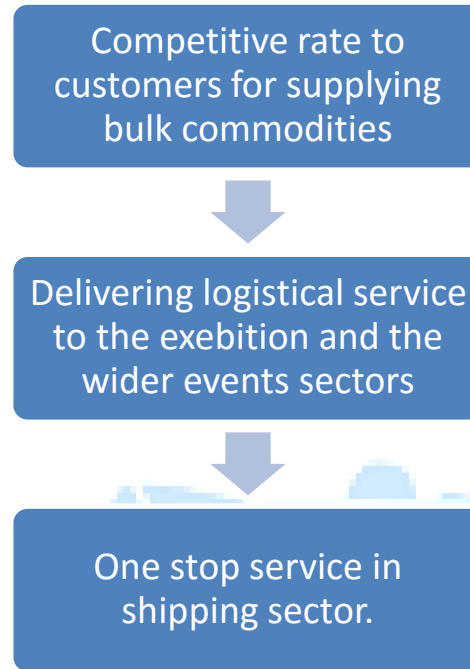 Competitive rate to
customers for supplying
bulk commodities
Delivering logistical service
to the exebition and the
wider events sectors
One stop service in
shipping sector.